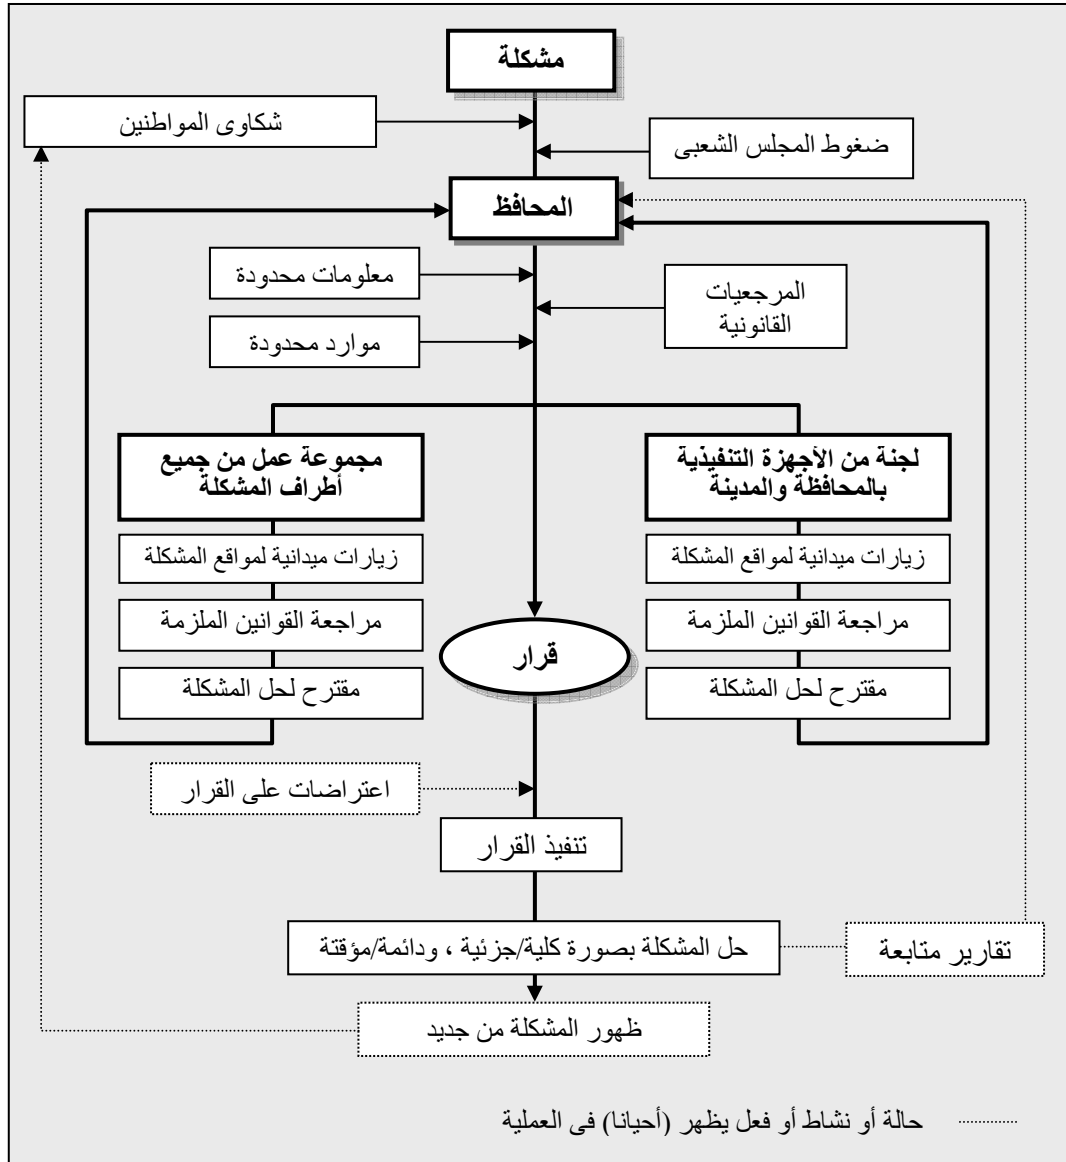 مشكلة
شكاوى المواطنين
ضغوط المجلس الشعبى
المحافظ
معلومات محدودة
المرجعيات
القانونية
موارد محدودة
لجنة من الأجهزة التنفيذية
بالمحافظة والمدينة
مجموعة عمل من جميع
أطراف المشكلة
زيارات ميدانية لمواقع المشكلة
زيارات ميدانية لمواقع المشكلة
مراجعة القوانين الملزمة
مراجعة القوانين الملزمة
قرار
مقترح لحل المشكلة
مقترح لحل المشكلة
اعتراضات على القرار
تنفيذ القرار
حل المشكلة بصورة كلية/جزئية ، ودائمة/مؤقتة
تقارير متابعة
ظهور المشكلة من جديد
حالة أو نشاط أو فعل يظهر (أحيانا) فى العملية